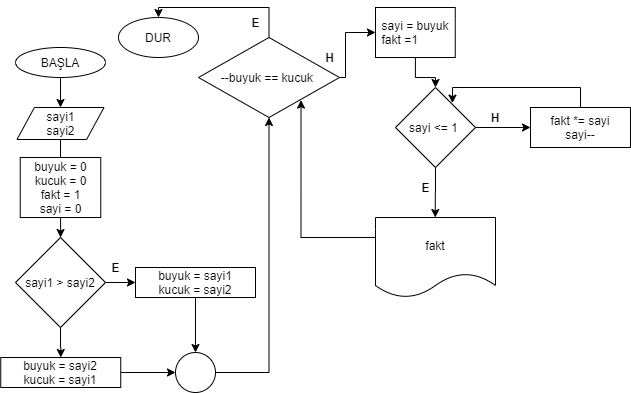 BAŞLA
sayi1
sayi2
buyuk = 0
kucuk = 0
fakt = 1
sayi = 0
sayi1 > sayi2
E
buyuk = sayi1
kucuk = sayi2
buyuk = sayi2
kucuk = sayi1
DUR
E
--buyuk == kucuk
H
sayi = buyuk
fakt =1
sayi <= 1
H
fakt *= sayi
sayi--
E
fakt